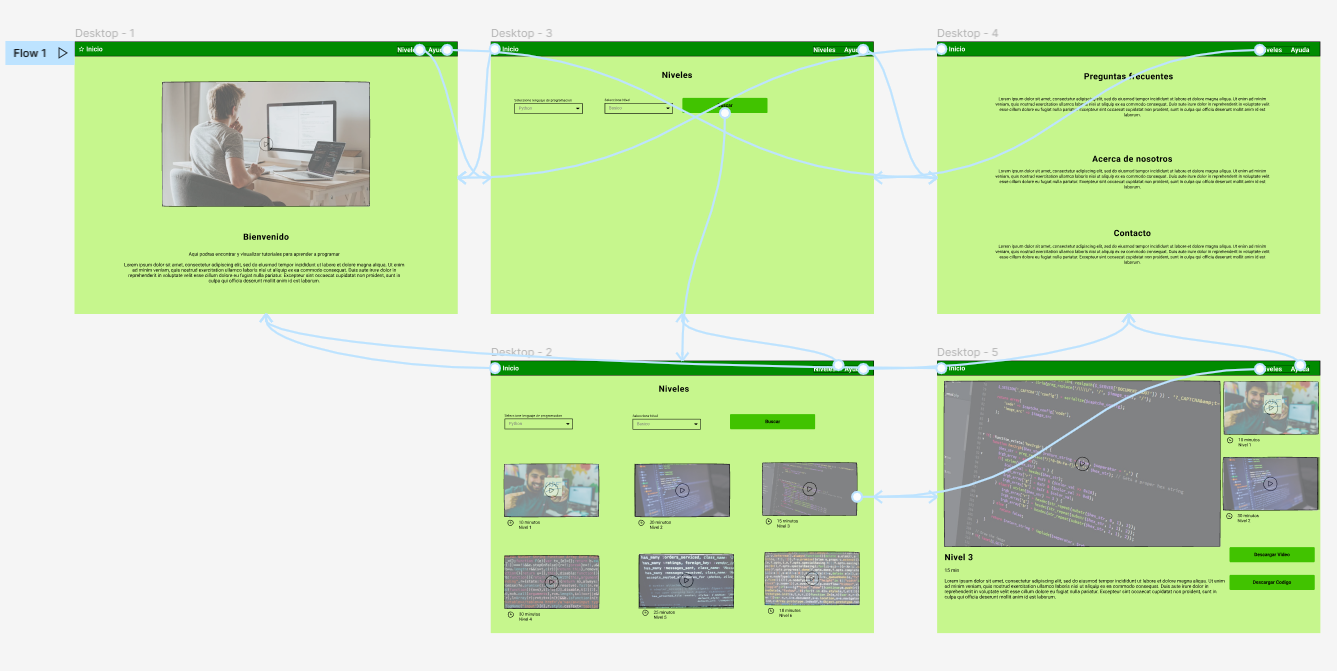 Flow 1
Desktop - 1
Inicio
Niveles
Ayuda
Bienvenido
Aqui podras encontrar y visualizar tutoriales para aprender a programar
Lorem ipsum dolor sit amet, consectetur adipiscing elit, sed do eiusmod tempor incididunt ut labore et dolore magna aliqua. Ut enim
ad minim veniam, quis nostrud exercitation ullamco laboris nisi ut aliquip ex ea commodo consequat. Duis aute irure dolor in
reprehenderit in voluptate velit esse cillum dolore eu fugiat nulla pariatur. Excepteur sint occaecat cupidatat non proident, sunt in
culpa qui officia deserunt mollit anim id est laborum.
Desktop - 3
Inicio
Niveles
Ayuda
Niveles
Seleccione lenguaje de programacion
Python
Seleccione Nivel
Basico
Buscar
Desktop - 4
Inicio
Niveles
Ayuda
Preguntas frecuentes
Lorem ipsum dolor sit amet, consectetur adipiscing elit, sed do eiusmod tempor incididunt ut labore et dolore magna aliqua. Ut enim ad minim
veniam, quis nostrud exercitation ullamco laboris nisi ut aliquip ex ea commodo consequat. Duis aute irure dolor in reprehenderit in voluptate velit
esse cillum dolore eu fugiat nulla pariatur. Excepteur sint occaecat cupidatat non proident, sunt in culpa qui officia deserunt mollit anim id est
laborum.
Acerca de nosotros
Lorem ipsum dolor sit amet, consectetur adipiscing elit, sed do eiusmod tempor incididunt ut labore et dolore magna aliqua. Ut enim ad minim
veniam, quis nostrud exercitation ullamco laboris nisi ut aliquip ex ea commodo consequat. Duis aute irure dolor in reprehenderit in voluptate velit
esse cillum dolore eu fugiat nulla pariatur. Excepteur sint occaecat cupidatat non proident, sunt in culpa qui officia deserunt mollit anim id est
laborum.
Contacto
Lorem ipsum dolor sit amet, consectetur adipiscing elit, sed do eiusmod tempor incididunt ut labore et dolore magna aliqua. Ut enim ad minim
veniam, quis nostrud exercitation ullamco laboris nisi ut aliquip ex ea commodo consequat. Duis aute irure dolor in reprehenderit in voluptate velit
esse cillum dolore eu fugiat nulla pariatur. Excepteur sint occaecat cupidatat non proident, sunt in culpa qui officia deserunt mollit anim id est
laborum.
Desktop - 2
Inicio
Niveles
Ayuda
Niveles
Seleccione lenguaje de programacion
Python
Seleccione Nivel
Basico
Buscar
10 minutos
Nivel 1
20 minutos
Nivel 2
15 minutos
Nivel 3
30 minutos
Nivel 4
25 minutos
Nivel 5
18 minutos
Nivel 6
Desktop - 5
Inicio
Niveles
Ayuda
10 minutos
Nivel 1
30 minutos
Nivel 2
Nivel 3
15 min
Lorem ipsum dolor sit amet, consectetur adipiscing elit, sed do eiusmod tempor incididunt ut labore et dolore magna aliqua. Ut enim
ad minim veniam, quis nostrud exercitation ullamco laboris nisi ut aliquip ex ea commodo consequat. Duis aute irure dolor in
reprehenderit in voluptate velit esse cillum dolore eu fugiat nulla pariatur. Excepteur sint occaecat cupidatat non proident, sunt in
culpa qui officia deserunt mollit anim id est laborum.
Descargar Video
Descargar Codigo